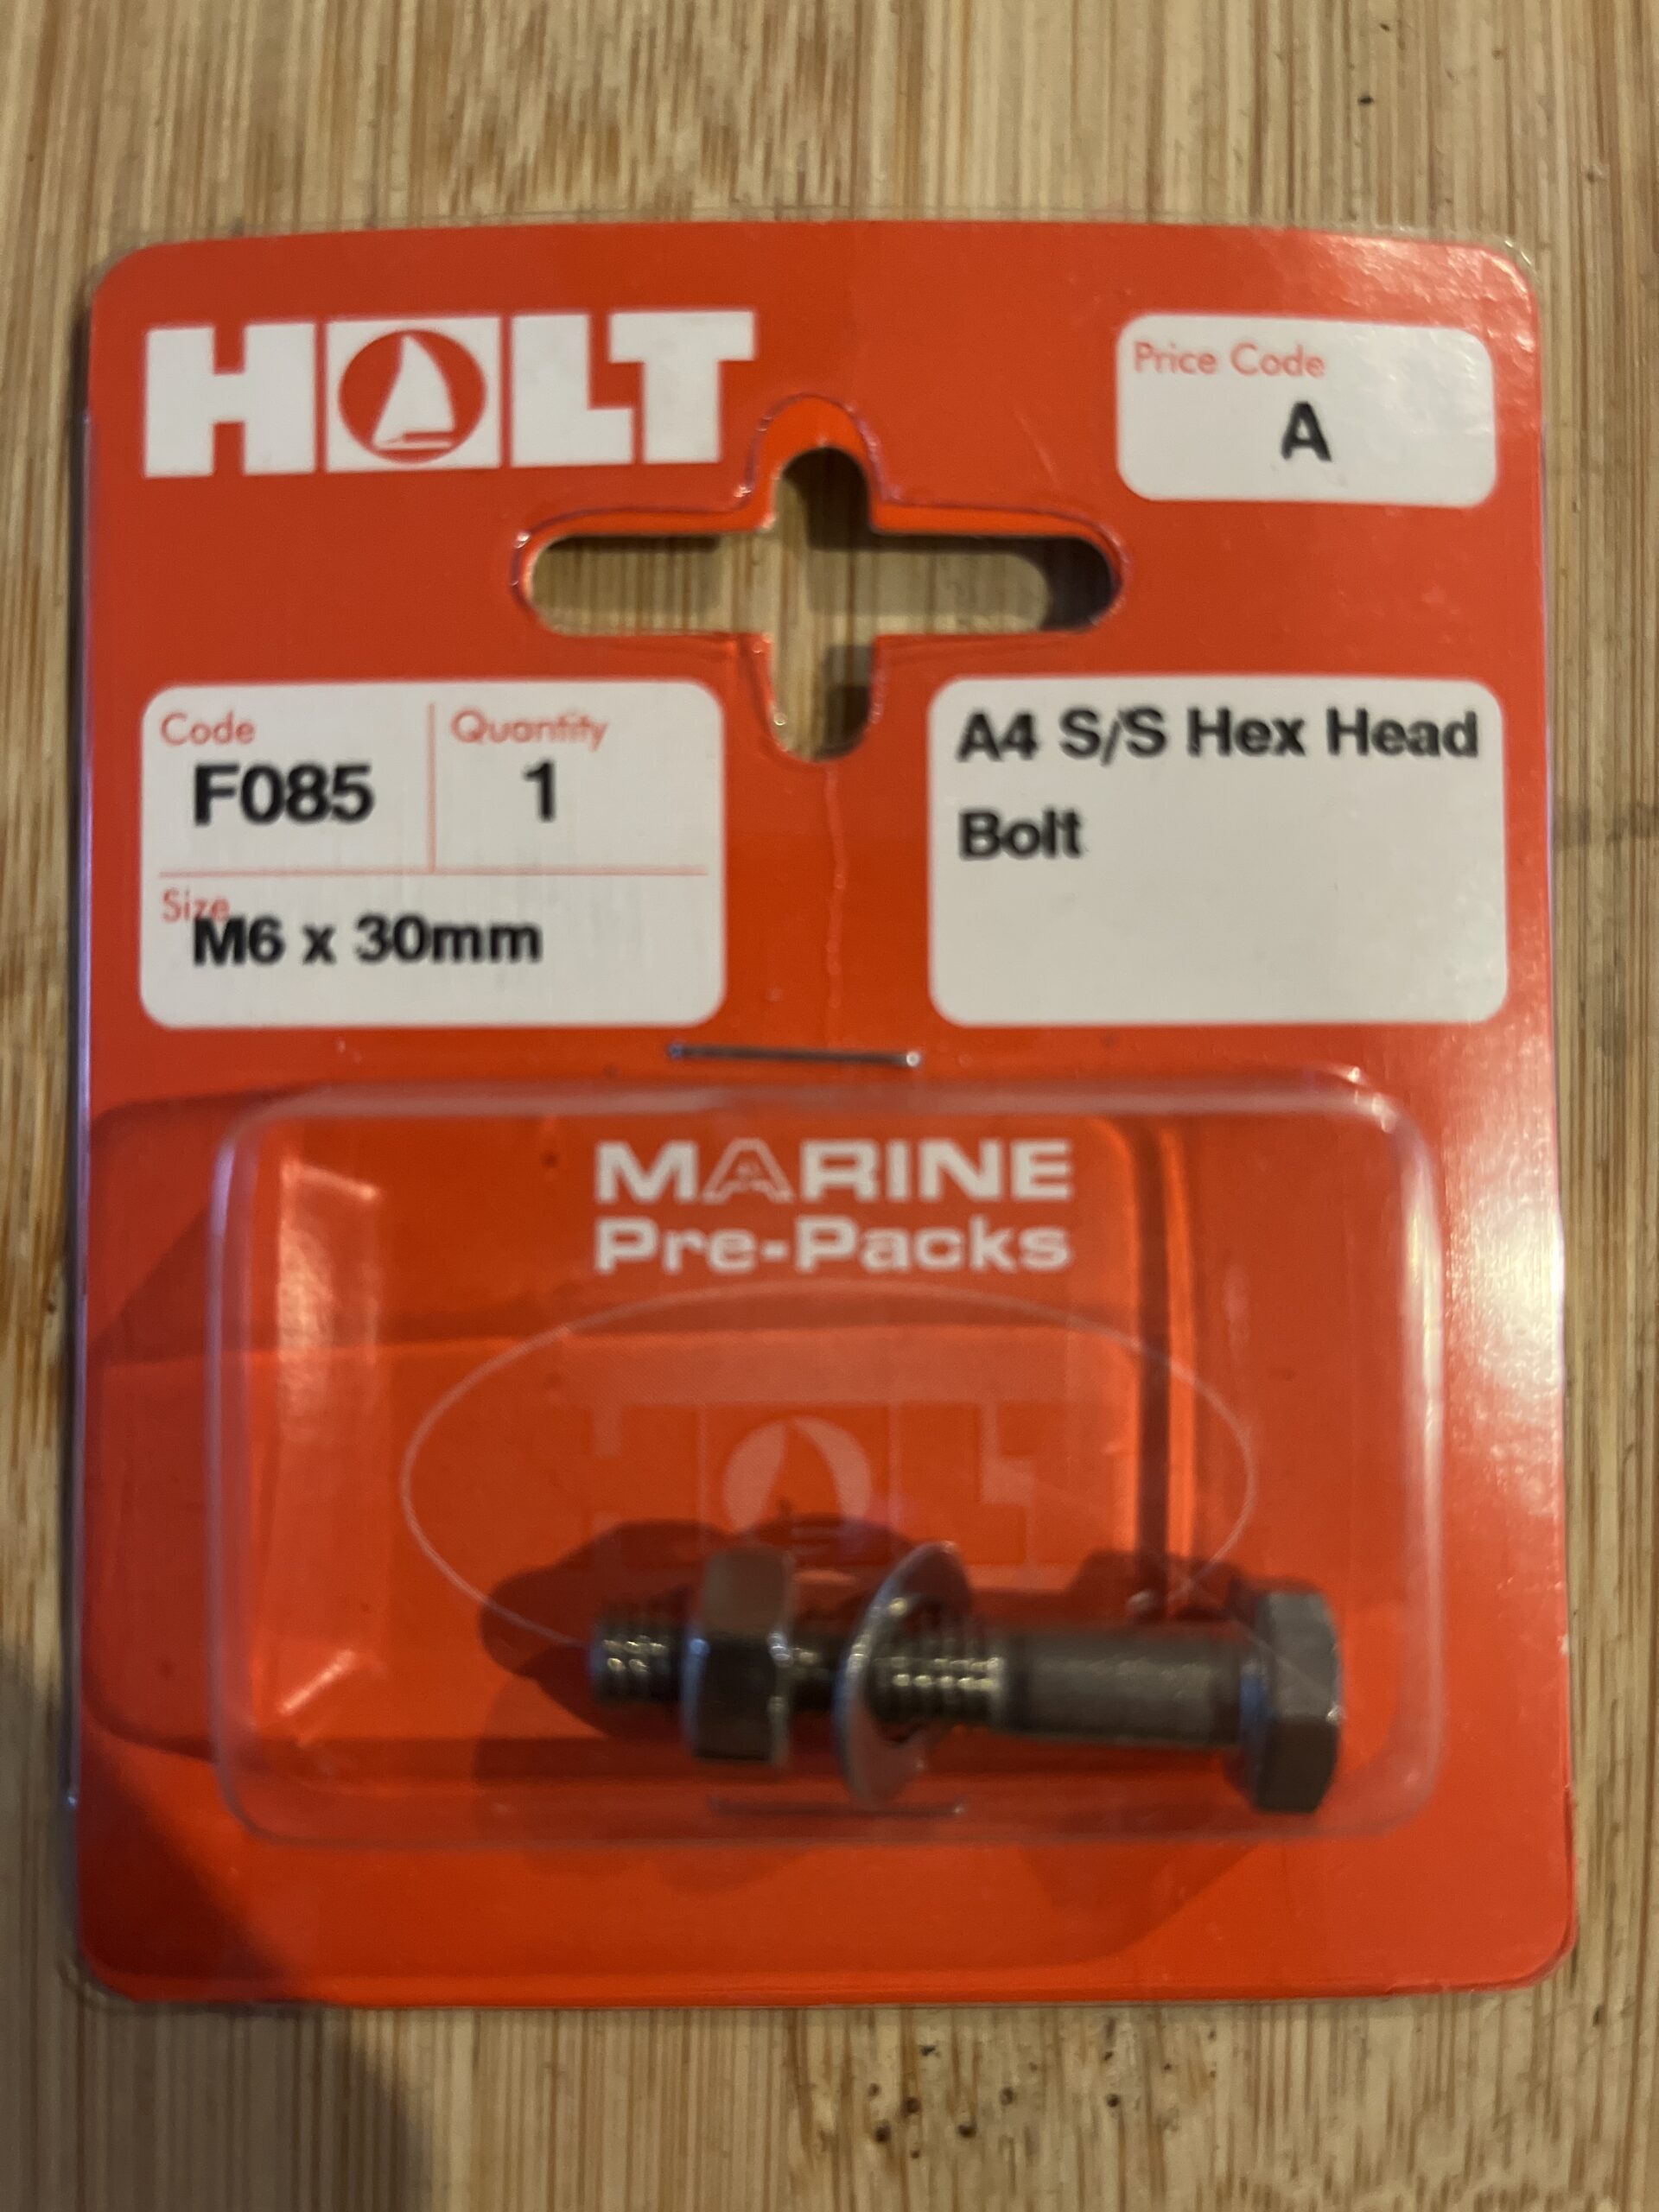 HOLT
Price Code
A
Code
F085
Quantity
1
Size
M6 x 30mm
A4 S/S Hex Head
Bolt
MARINE
Pre-Packs
HOLT